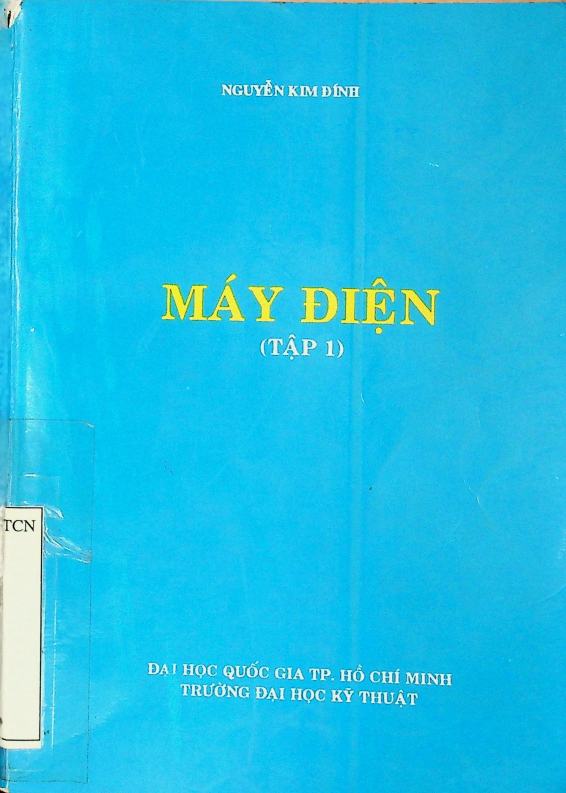 NGUYỄN KIM ĐÍNH
MÁY ĐIỆN
(TẬP 1)
TCN
ĐẠI HỌC QUỐC GIA TP. HỒ CHÍ MINH
TRƯỜNG ĐẠI HỌC KỸ THUẬT